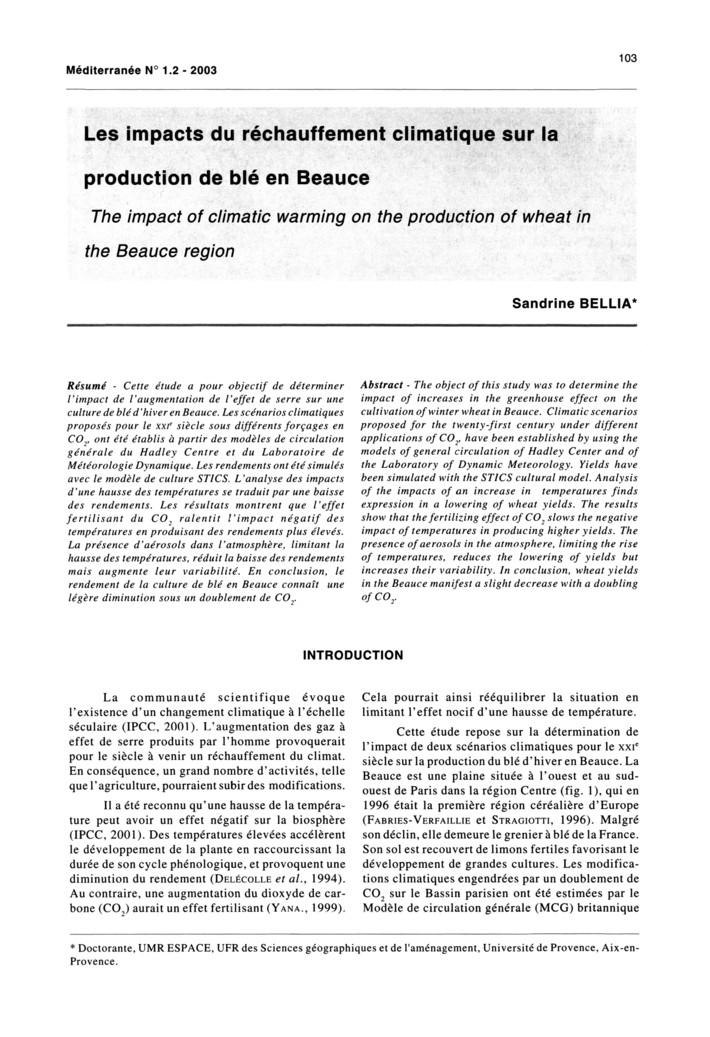 103
Méditerranée N° 1.2 - 2003
Les impacts du réchauffement climatique sur la
production de blé en Beauce
The impact of climatic warming on the production of wheat in
the Beauce region
Sandrine BELLIA*
Résumé - Cette étude a pour objectif de déterminer
l'impact de l'augmentation de l'effet de serre sur une
culture de blé d'hiver en Beauce. Les scénarios climatiques
proposés pour le XXIe siècle sous différents forçages en
CO2, ont été établis à partir des modèles de circulation
générale du Hadley Centre et du Laboratoire de
Météorologie Dynamique. Les rendements ont été simulés
avec le modèle de culture STICS. L'analyse des impacts
d'une hausse des températures se traduit par une baisse
des rendements. Les résultats montrent que l'effet
fertilisant du CO2 ralentit l'impact négatif des
températures en produisant des rendements plus élevés.
La présence d'aérosols dans l'atmosphère, limitant la
hausse des températures, réduit la baisse des rendements
mais augmente leur variabilité. En conclusion, le
rendement de la culture de blé en Beauce connaît une
légère diminution sous un doublement de CO2.
Abstract - The object of this study was to determine the
impact of increases in the greenhouse effect on the
cultivation of winter wheat in Beauce. Climatic scenarios
proposed for the twenty-first century under different
applications of CO2, have been established by using the
models of general circulation of Hadley Center and of
the Laboratory of Dynamic Meteorology. Yields have
been simulated with the STICS cultural model. Analysis
of the impacts of an increase in temperatures finds
expression in a lowering of wheat yields. The results
show that the fertilizing effect of CO2 slows the negative
impact of temperatures in producing higher yields. The
presence of aerosols in the atmosphere, limiting the rise
of temperatures, reduces the lowering of yields but
increases their variability. In conclusion, wheat yields
in the Beauce manifest a slight decrease with a doubling
of CO2.
INTRODUCTION
La communauté scientifique évoque
l'existence d'un changement climatique à l'échelle
séculaire (IPCC, 2001). L'augmentation des gaz à
effet de serre produits par l'homme provoquerait
pour le siècle à venir un réchauffement du climat.
En conséquence, un grand nombre d'activités, telle
que l'agriculture, pourraient subir des modifications.
Il a été reconnu qu'une hausse de la tempéra-
ture peut avoir un effet négatif sur la biosphère
(IPCC, 2001). Des températures élevées accélèrent
le développement de la plante en raccourcissant la
durée de son cycle phénologique, et provoquent une
diminution du rendement (DELÉCOLLE et al., 1994).
Au contraire, une augmentation du dioxyde de car-
bone (CO2) aurait un effet fertilisant (YANA., 1999).
Cela pourrait ainsi rééquilibrer la situation en
limitant l'effet nocif d'une hausse de température.
Cette étude repose sur la détermination de
l'impact de deux scénarios climatiques pour le XXIe
siècle sur la production du blé d'hiver en Beauce. La
Beauce est une plaine située à l'ouest et au sud-
ouest de Paris dans la région Centre (fig. 1), qui en
1996 était la première région céréalière d'Europe
(FABRIES-VERFAILLIE et STRAGIOTTI, 1996). Malgré
son déclin, elle demeure le grenier à blé de la France.
Son sol est recouvert de limons fertiles favorisant le
développement de grandes cultures. Les modifica-
tions climatiques engendrées par un doublement de
CO2 sur le Bassin parisien ont été estimées par le
Modèle de circulation générale (MCG) britannique
* Doctorante, UMR ESPACE, UFR des Sciences géographiques et de l'aménagement, Université de Provence, Aix-en-
Provence.